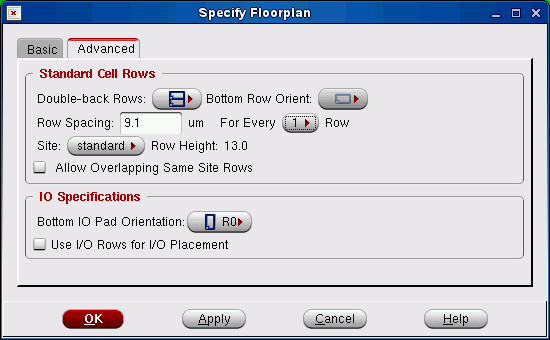 Specify Floorplan
Basic Advanced
Standard Cell Rows
Double-back Rows: Bottom Row Orient:
Row Spacing: 9.1 um For Every 1 Row
Site: standard Row Height: 13.0
Allow Overlapping Same Site Rows
IO Specifications
Bottom IO Pad Orientation: R0
Use I/O Rows for I/O Placement
OK Apply Cancel Help